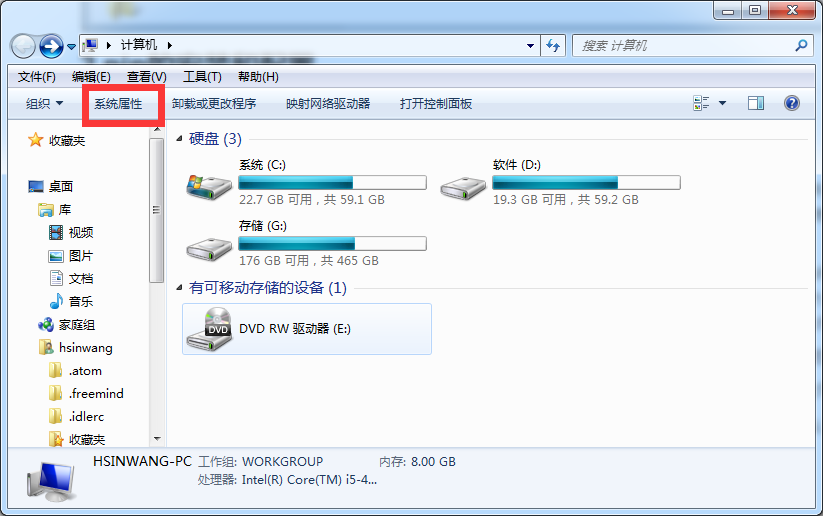 计算机
搜索 计算机
文件(F) 编辑(E) 查看(V) 工具(T) 帮助(H)
组织 系统属性 卸载或更改程序 映射网络驱动器 打开控制面板
收藏夹
桌面
库
视频
图片
文档
音乐
家庭组
hsinwang
.atom
.freemind
.idlerc
收藏夹
硬盘 (3)
系统 (C:)
22.7 GB 可用，共 59.1 GB
软件 (D:)
19.3 GB 可用，共 59.2 GB
存储 (G:)
176 GB 可用，共 465 GB
有可移动存储的设备 (1)
DVD
DVD RW 驱动器 (E:)
HSINWANG-PC 工作组: WORKGROUP 内存: 8.00 GB
处理器: Intel(R) Core(TM) i5-4...